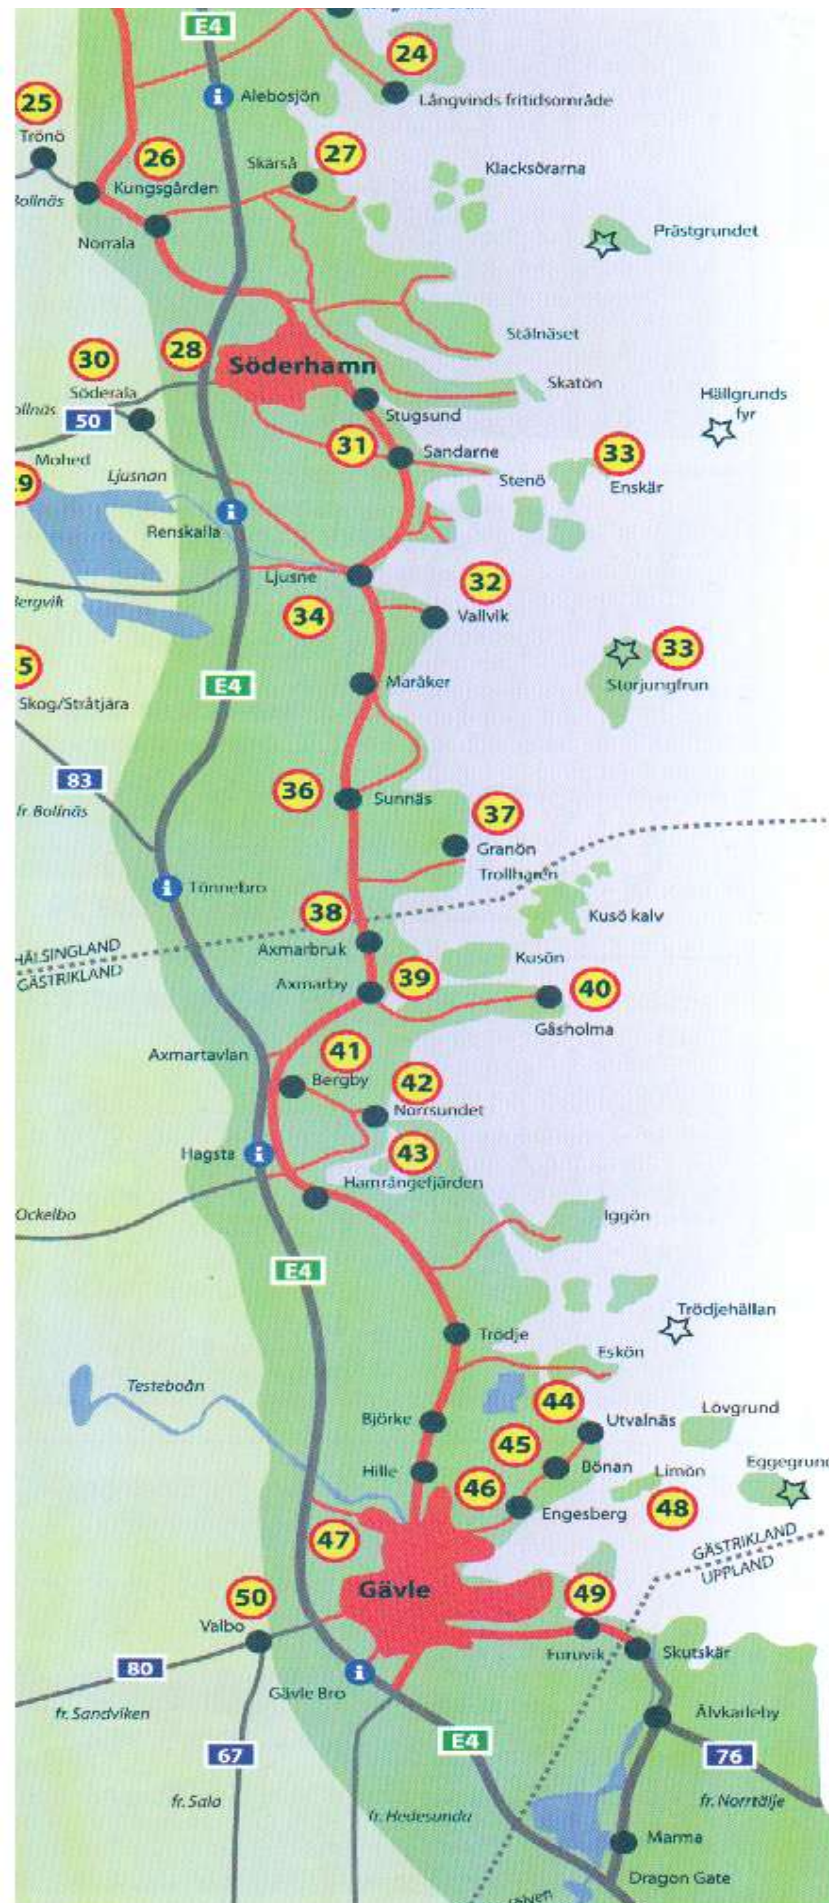 E4
24
Alebosjön
Långvinds fritidsområde
25
Trönö
26
Skärså
27
Klacksörarna
Kungsgården
Bollnäs
Norrala
Prästgrundet
Stålnäset
28
30
Söderhamn
Söderala
Skatön
Hällgrunds
fyr
50
Stugsund
31
Sandarne
33
Mohed
Ljusnan
Stenö
Enskär
Renskalla
Ljusne
32
Bergvik
34
Vallvik
33
E4
Maråker
Storjungfrun
Skog/Stråtjära
83
36
Sunnäs
37
fr. Bollnäs
Granön
Trollharen
Tönnebro
38
Kusö kalv
HÄLSINGLAND
GÄSTRIKLAND
Axmarbruk
Kusön
Axmarby
39
40
Gåsholma
Axmartavlan
41
Bergby
42
Norrsundet
Hagsta
43
Hamrångefjärden
Ockelbo
Iggön
E4
Trödjehällan
Trödje
Eskön
Testeboån
44
Björke
Utvalnäs
Lövgrund
45
Hille
Bönan
Limön
Eggegrund
46
Engesberg
48
47
GÄSTRIKLAND
UPPLAND
Gävle
50
49
Valbo
Furuvik
Skutskär
80
Gävle Bro
fr. Sandviken
Älvkarleby
E4
67
76
fr. Sala
fr. Hedesunda
fr. Norrtälje
Marma
Dragon Gate